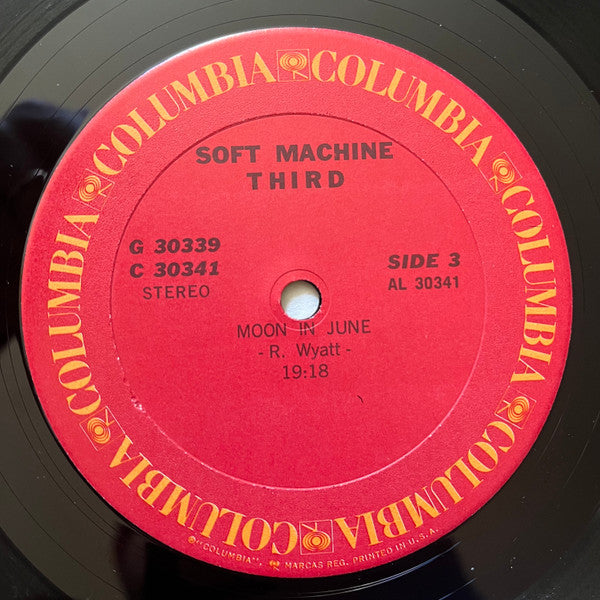 COLUMBIA COLUMBIA COLUMBIA COLUMBIA COLUMBIA COLUMBIA COLUMBIA
SOFT MACHINE
THIRD
G 30339
C 30341
STEREO
SIDE 3
AL 30341
MOON IN JUNE
- R. Wyatt -
19:18
"COLUMBIA", MARCAS REG. PRINTED IN U.S.A.